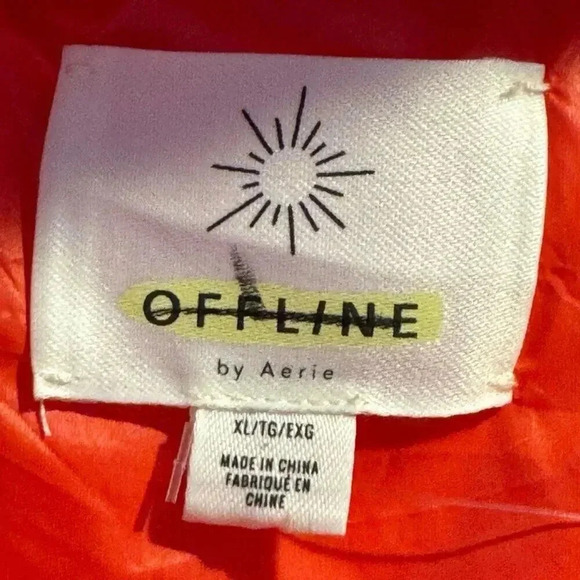 OFFLINE
by Aerie
XL/TG/EXG
MADE IN CHINA
FABRIQUÉ EN
CHINE